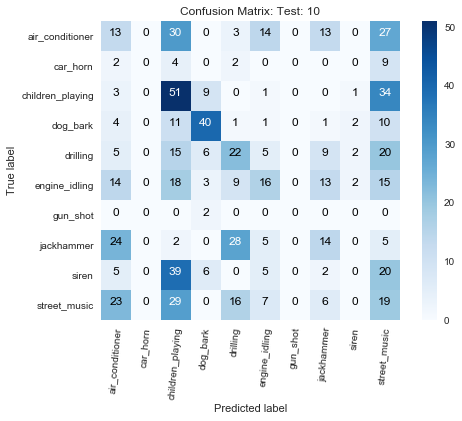 Confusion Matrix: Test: 10
True label
air_conditioner 13 0 30 0 3 14 0 13 0 27
car_horn 2 0 4 0 2 0 0 0 0 9
children_playing 3 0 51 9 0 1 0 0 1 34
dog_bark 4 0 11 40 1 1 0 1 2 10
drilling 5 0 15 6 22 5 0 9 2 20
engine_idling 14 0 18 3 9 16 0 13 2 15
gun_shot 0 0 0 2 0 0 0 0 0 0
jackhammer 24 0 2 0 28 5 0 14 0 5
siren 5 0 39 6 0 5 0 2 0 20
street_music 23 0 29 0 16 7 0 6 0 19
air_conditioner car_horn children_playing dog_bark drilling engine_idling gun_shot jackhammer siren street_music
Predicted label
50
40
30
20
10
0